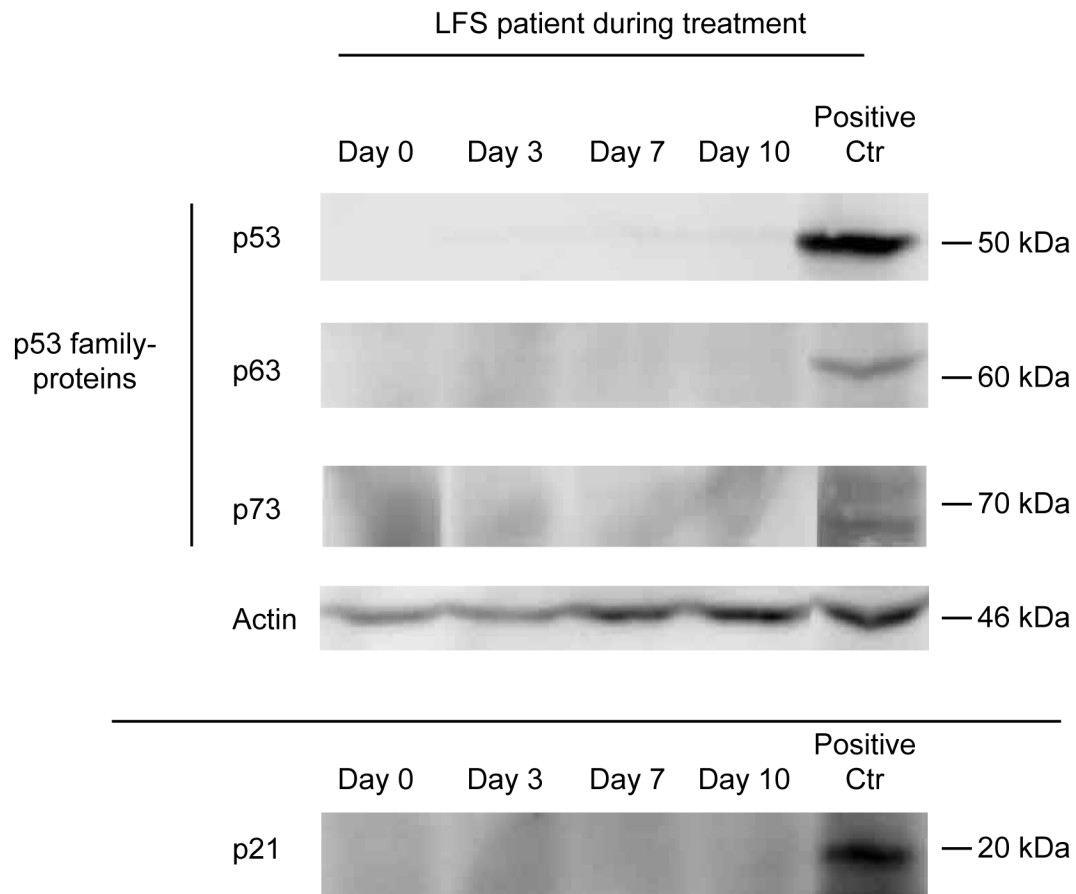 LFS patient during treatment
Positive
Day 0 Day 3 Day 7 Day 10 Ctr
p53 50 kDa
p53 family-
proteins
p63 60 kDa
p73 70 kDa
Actin 46 kDa
Positive
Day 0 Day 3 Day 7 Day 10 Ctr
p21 20 kDa